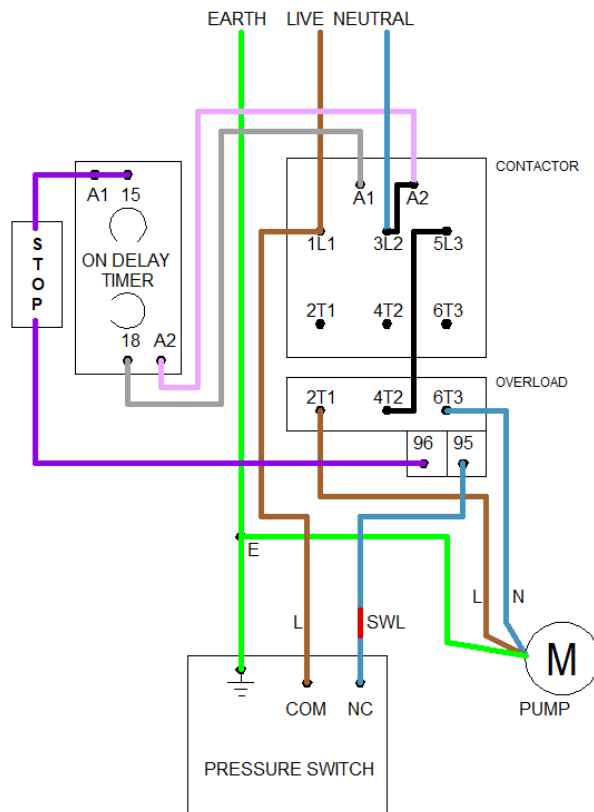 EARTH LIVE NEUTRAL
CONTACTOR
A1 15
A1 A2
S
T
O
P
ON DELAY
TIMER
1L1 3L2 5L3
2T1 4T2 6T3
18 A2
OVERLOAD
2T1 4T2 6T3
96 95
E
L SWL
L N
M
PUMP
COM NC
PRESSURE SWITCH